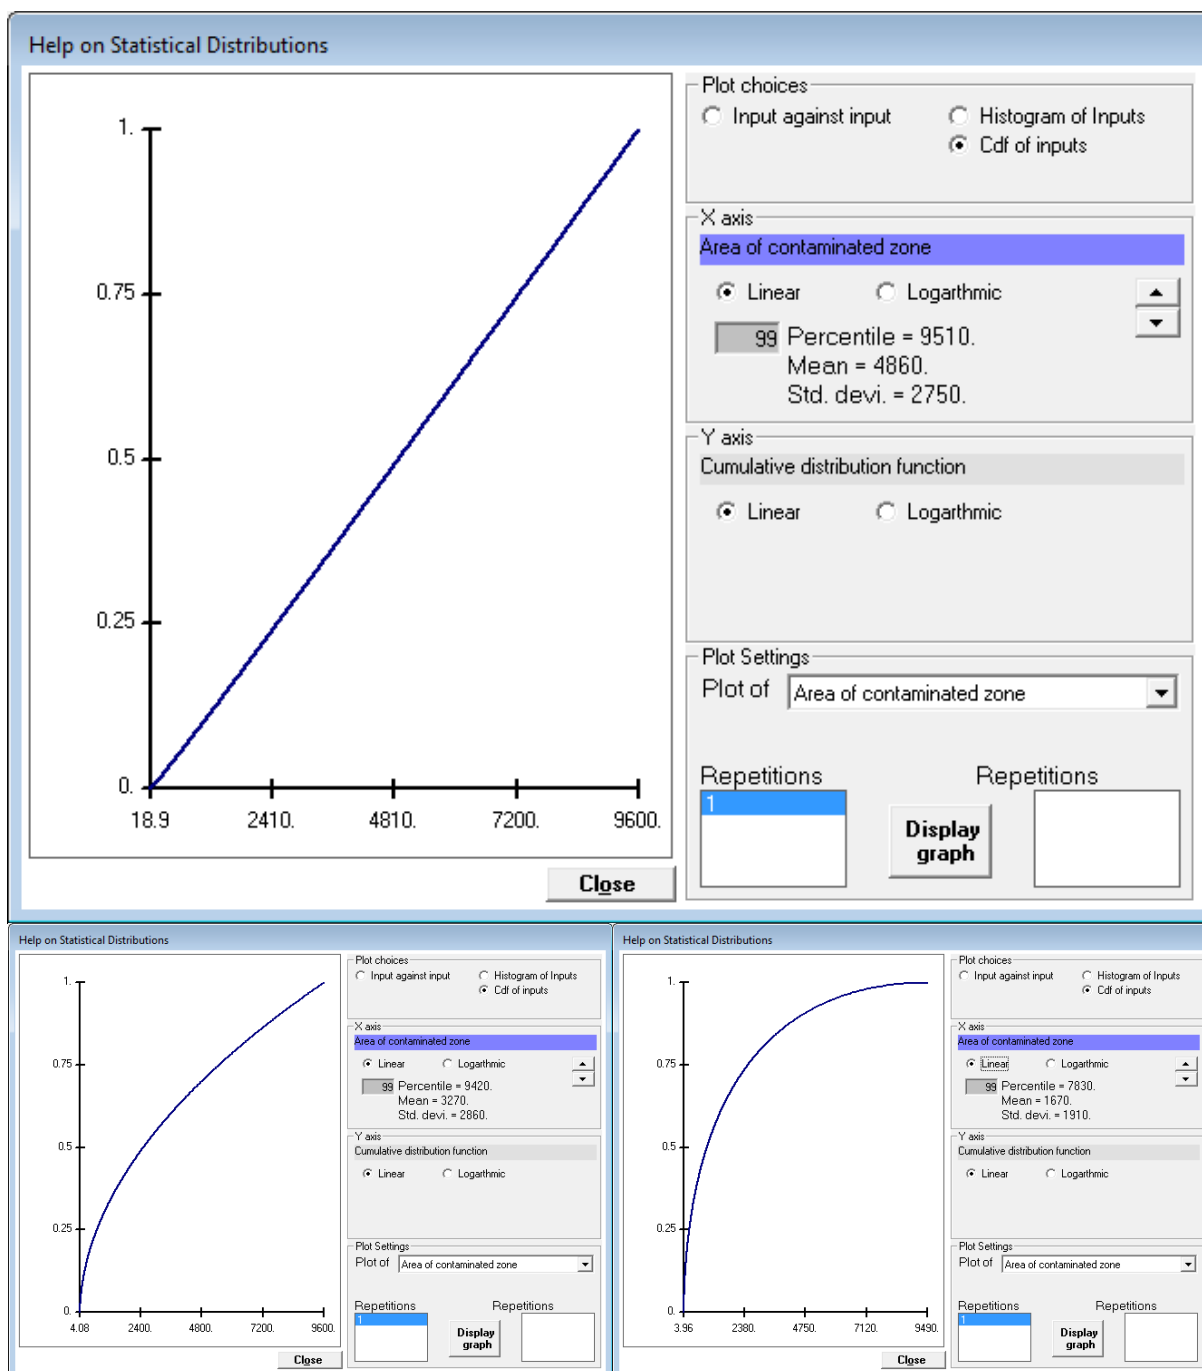 Help on Statistical Distributions
1.
0.75
0.5
0.25
0.
18.9 2410. 4810. 7200. 9600.
Close
Plot choices
Input against input Histogram of Inputs
Cdf of inputs
X axis
Area of contaminated zone
Linear Logarithmic
99 Percentile = 9510.
Mean = 4860.
Std. devi. = 2750.
Y axis
Cumulative distribution function
Linear Logarithmic
Plot Settings
Plot of Area of contaminated zone
Repetitions Repetitions
1
Display
graph
Help on Statistical Distributions
1.
0.75
0.5
0.25
0.
4.08 2400. 4800. 7200. 9600.
Close
Plot choices
Input against input Histogram of Inputs
Cdf of inputs
X axis
Area of contaminated zone
Linear Logarithmic
99 Percentile = 9420.
Mean = 3270.
Std. devi. = 2860.
Y axis
Cumulative distribution function
Linear Logarithmic
Plot Settings
Plot of Area of contaminated zone
Repetitions Repetitions
1
Display
graph
Help on Statistical Distributions
1.
0.75
0.5
0.25
0.
3.96 2380. 4750. 7120. 9490.
Close
Plot choices
Input against input Histogram of Inputs
Cdf of inputs
X axis
Area of contaminated zone
Linear Logarithmic
99 Percentile = 7830.
Mean = 1670.
Std. devi. = 1910.
Y axis
Cumulative distribution function
Linear Logarithmic
Plot Settings
Plot of Area of contaminated zone
Repetitions Repetitions
1
Display
graph